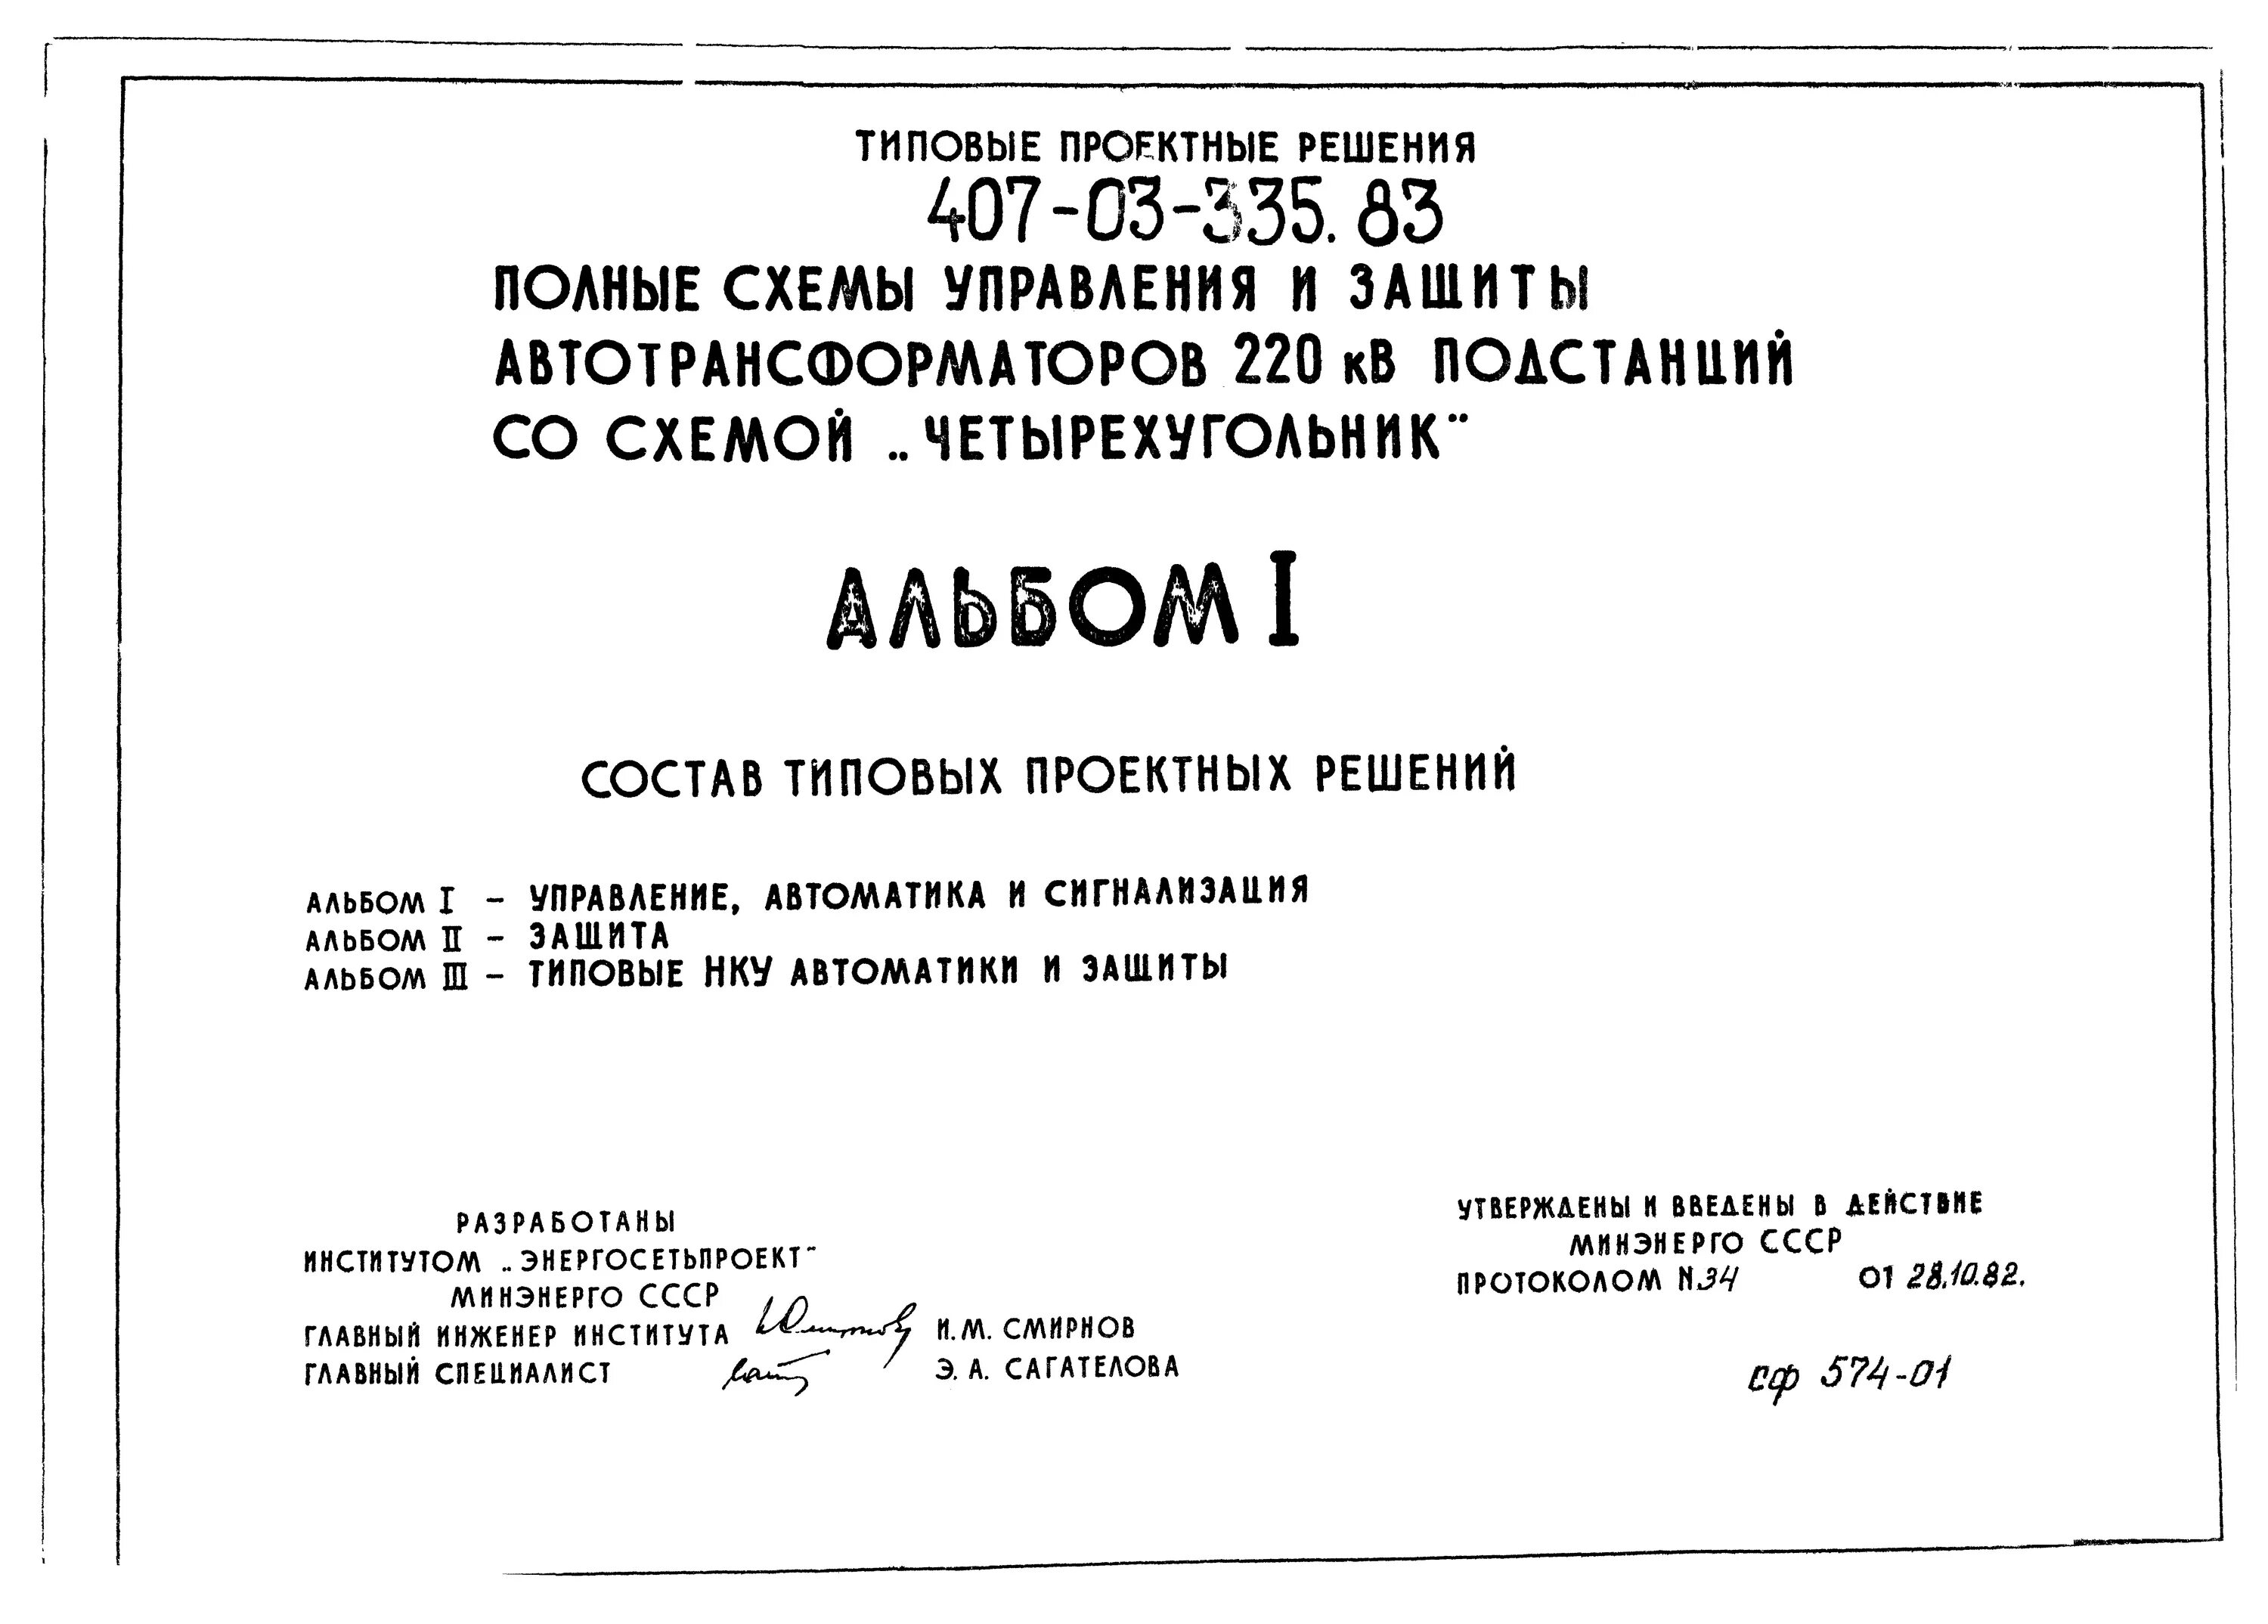 ТИПОВЫЕ ПРОЕКТНЫЕ РЕШЕНИЯ
407-03-335.83
ПОЛНЫЕ СХЕМЫ УПРАВЛЕНИЯ И ЗАЩИТЫ
АВТОТРАНСФОРМАТОРОВ 220 кВ ПОДСТАНЦИЙ
СО СХЕМОЙ „ЧЕТЫРЕХУГОЛЬНИК"
АЛЬБОМ I
СОСТАВ ТИПОВЫХ ПРОЕКТНЫХ РЕШЕНИЙ
АЛЬБОМ I – УПРАВЛЕНИЕ, АВТОМАТИКА И СИГНАЛИЗАЦИЯ
АЛЬБОМ II – ЗАЩИТА
АЛЬБОМ III – ТИПОВЫЕ НКУ АВТОМАТИКИ И ЗАЩИТЫ
РАЗРАБОТАНЫ
ИНСТИТУТОМ „ЭНЕРГОСЕТЬПРОЕКТ"
МИНЭНЕРГО СССР
ГЛАВНЫЙ ИНЖЕНЕР ИНСТИТУТА И.М. СМИРНОВ
ГЛАВНЫЙ СПЕЦИАЛИСТ Э.А. САГАТЕЛОВА
УТВЕРЖДЕНЫ И ВВЕДЕНЫ В ДЕЙСТВИЕ
МИНЭНЕРГО СССР
ПРОТОКОЛОМ N34 ОТ 28.10.82.
СФ 574-01